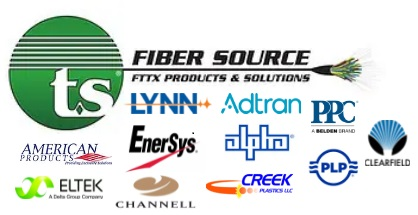 t.s
FIBER SOURCE
FTTX PRODUCTS & SOLUTIONS
LYNN
Adtran
PPC
A BELDEN BRAND
AMERICAN
PRODUCTS
EnerSys
alpha
CLEARFIELD
PLP
ELTEK
A Delta Group Company
CHANNELL
CREEK
PLASTICS LLC